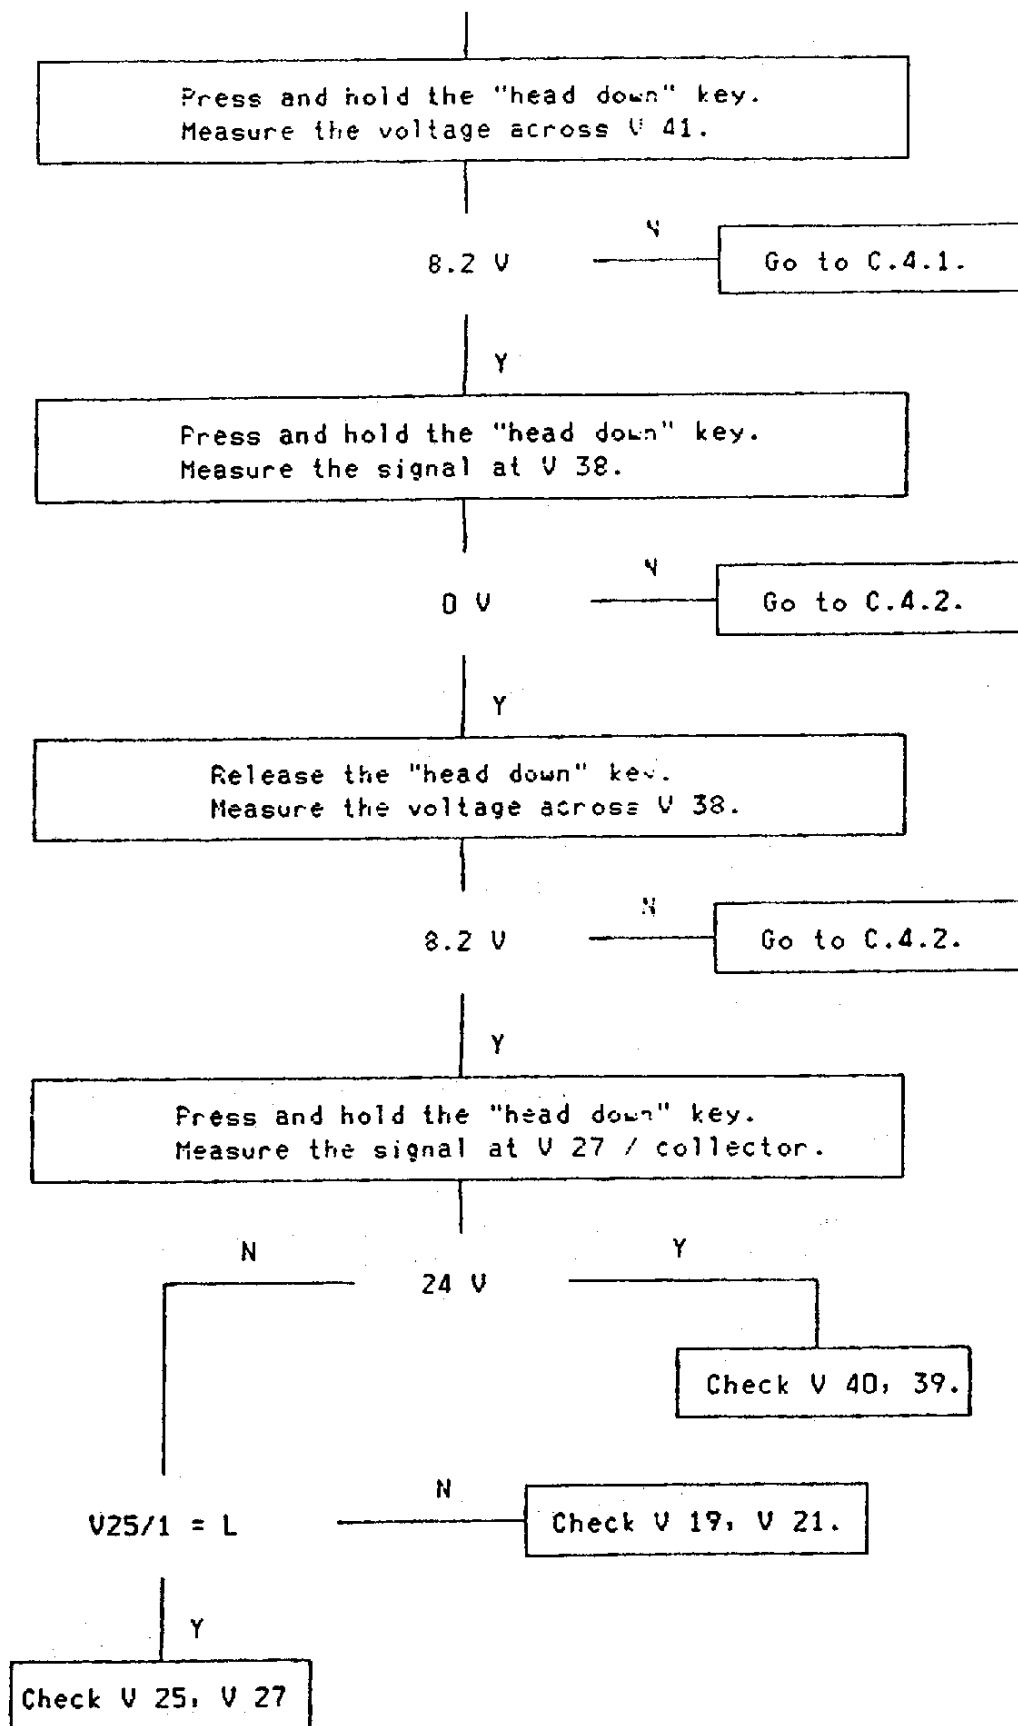 Press and hold the "head down" key.
Measure the voltage across V 41.
N
8.2 V
Go to C.4.1.
Y
Press and hold the "head down" key.
Measure the signal at V 38.
N
0 V
Go to C.4.2.
Y
Release the "head down" key.
Measure the voltage across V 38.
N
8.2 V
Go to C.4.2.
Y
Press and hold the "head down" key.
Measure the signal at V 27 / collector.
N
Y
24 V
Check V 40, 39.
N
V25/1 = L
Check V 19, V 21.
Y
Check V 25, V 27